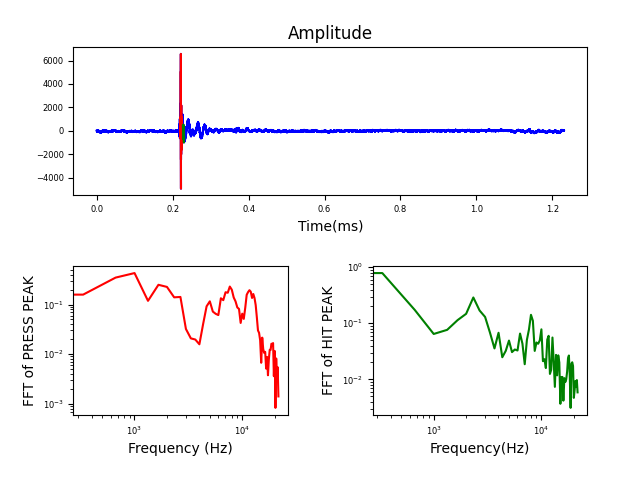 Amplitude
6000
4000
2000
0
−2000
−4000
0.0 0.2 0.4 0.6 0.8 1.0 1.2
Time(ms)
FFT of PRESS PEAK
10⁻¹
10⁻²
10⁻³
10³ 10⁴
Frequency (Hz)
FFT of HIT PEAK
10⁰
10⁻¹
10⁻²
10³ 10⁴
Frequency(Hz)